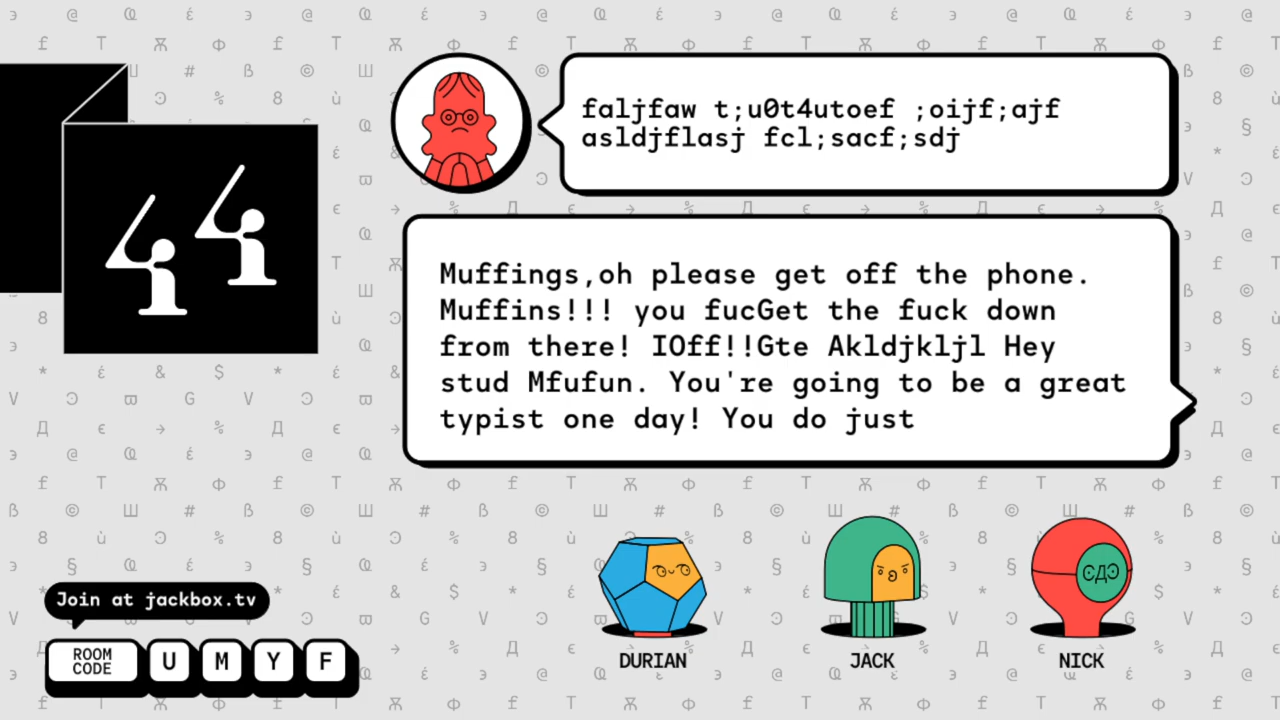 44
faljfaw t;u0t4utoef ;oijf;ajf
asldjflasj fcl;sacf;sdj
Muffings,oh please get off the phone.
Muffins!!! you fucGet the fuck down
from there! IOff!!Gte Akldjkljl Hey
stud Mfufun. You're going to be a great
typist one day! You do just
ЄДЭ
DURIAN
JACK
NICK
Join at jackbox.tv
ROOM
CODE
U M Y F